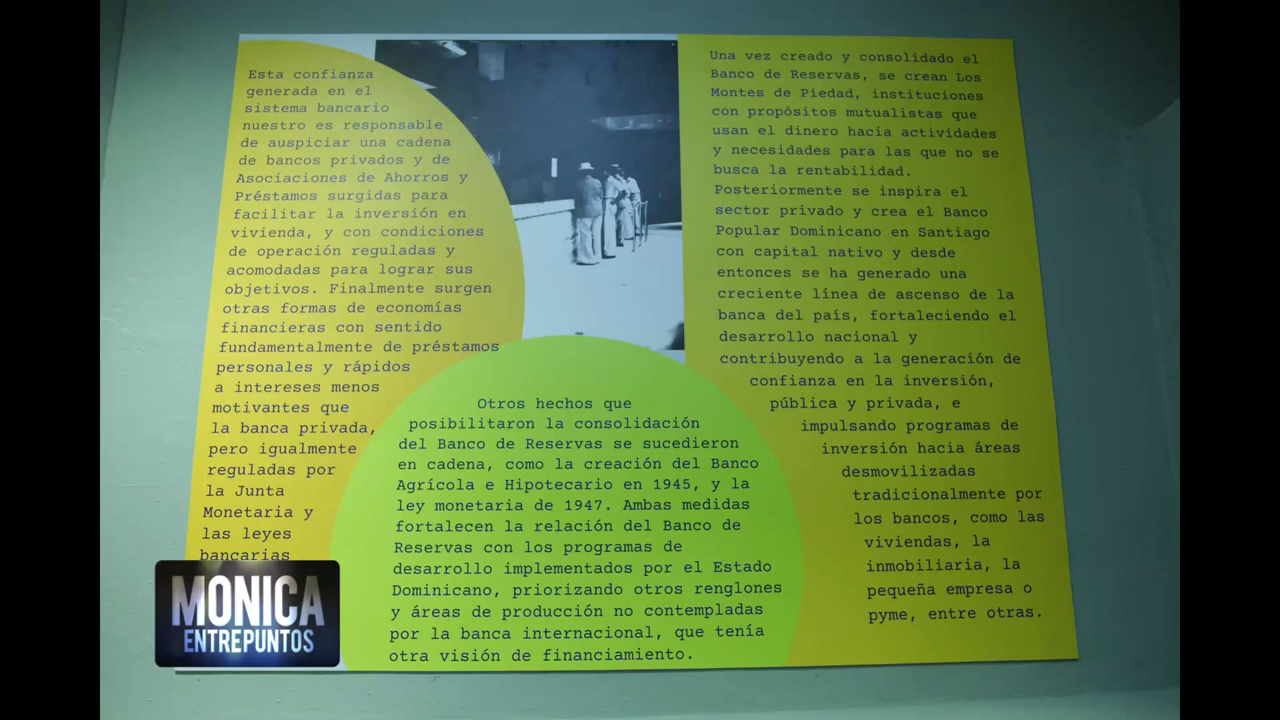 Esta confianza
generada en el
sistema bancario
nuestro es responsable
de auspiciar una cadena
de bancos privados y de
Asociaciones de Ahorros y
Préstamos surgidas para
facilitar la inversión en
vivienda, y con condiciones
de operación reguladas y
acomodadas para lograr sus
objetivos. Finalmente surgen
otras formas de economías
financieras con sentido
fundamentalmente de préstamos
personales y rápidos
a intereses menos
motivantes que
la banca privada,
pero igualmente
reguladas por
la Junta
Monetaria y
las leyes
bancarias
Otros hechos que
posibilitaron la consolidación
del Banco de Reservas se sucedieron
en cadena, como la creación del Banco
Agrícola e Hipotecario en 1945, y la
ley monetaria de 1947. Ambas medidas
fortalecen la relación del Banco de
Reservas con los programas de
desarrollo implementados por el Estado
Dominicano, priorizando otros renglones
y áreas de producción no contempladas
por la banca internacional, que tenía
otra visión de financiamiento.
Una vez creado y consolidado el
Banco de Reservas, se crean Los
Montes de Piedad, instituciones
con propósitos mutualistas que
usan el dinero hacia actividades
y necesidades para las que no se
busca la rentabilidad.
Posteriormente se inspira el
sector privado y crea el Banco
Popular Dominicano en Santiago
con capital nativo y desde
entonces se ha generado una
creciente línea de ascenso de la
banca del país, fortaleciendo el
desarrollo nacional y
contribuyendo a la generación de
confianza en la inversión,
pública y privada, e
impulsando programas de
inversión hacia áreas
desmovilizadas
tradicionalmente por
los bancos, como las
viviendas, la
inmobiliaria, la
pequeña empresa o
pyme, entre otras.
MONICA
ENTREPUNTOS